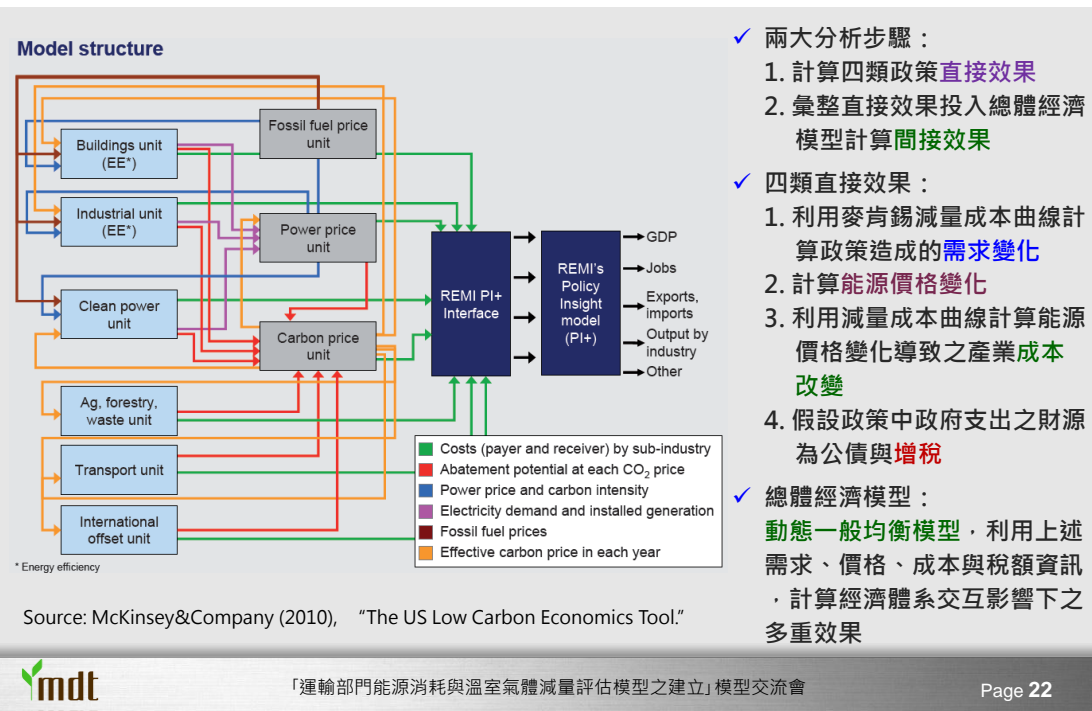 Model structure
Fossil fuel price
unit
Buildings unit
(EE*)
Industrial unit
(EE*)
Power price
unit
Clean power
unit
Carbon price
unit
Ag, forestry,
waste unit
Transport unit
International
offset unit
REMI PI+
Interface
REMI's
Policy
Insight
model
(PI+)
GDP
Jobs
Exports,
imports
Output by
industry
Other
Costs (payer and receiver) by sub-industry
Abatement potential at each CO₂ price
Power price and carbon intensity
Electricity demand and installed generation
Fossil fuel prices
Effective carbon price in each year
* Energy efficiency
Source: McKinsey&Company (2010), “The US Low Carbon Economics Tool.”
✓ 兩大分析步驟：
1. 計算四類政策直接效果
2. 彙整直接效果投入總體經濟
模型計算間接效果
✓ 四類直接效果：
1. 利用麥肯錫減量成本曲線計
算政策造成的需求變化
2. 計算能源價格變化
3. 利用減量成本曲線計算能源
價格變化導致之產業成本
改變
4. 假設政策中政府支出之財源
為公債與增稅
✓ 總體經濟模型：
動態一般均衡模型，利用上述
需求、價格、成本與稅額資訊
，計算經濟體系交互影響下之
多重效果
mdt
「運輸部門能源消耗與溫室氣體減量評估模型之建立」模型交流會
Page 22